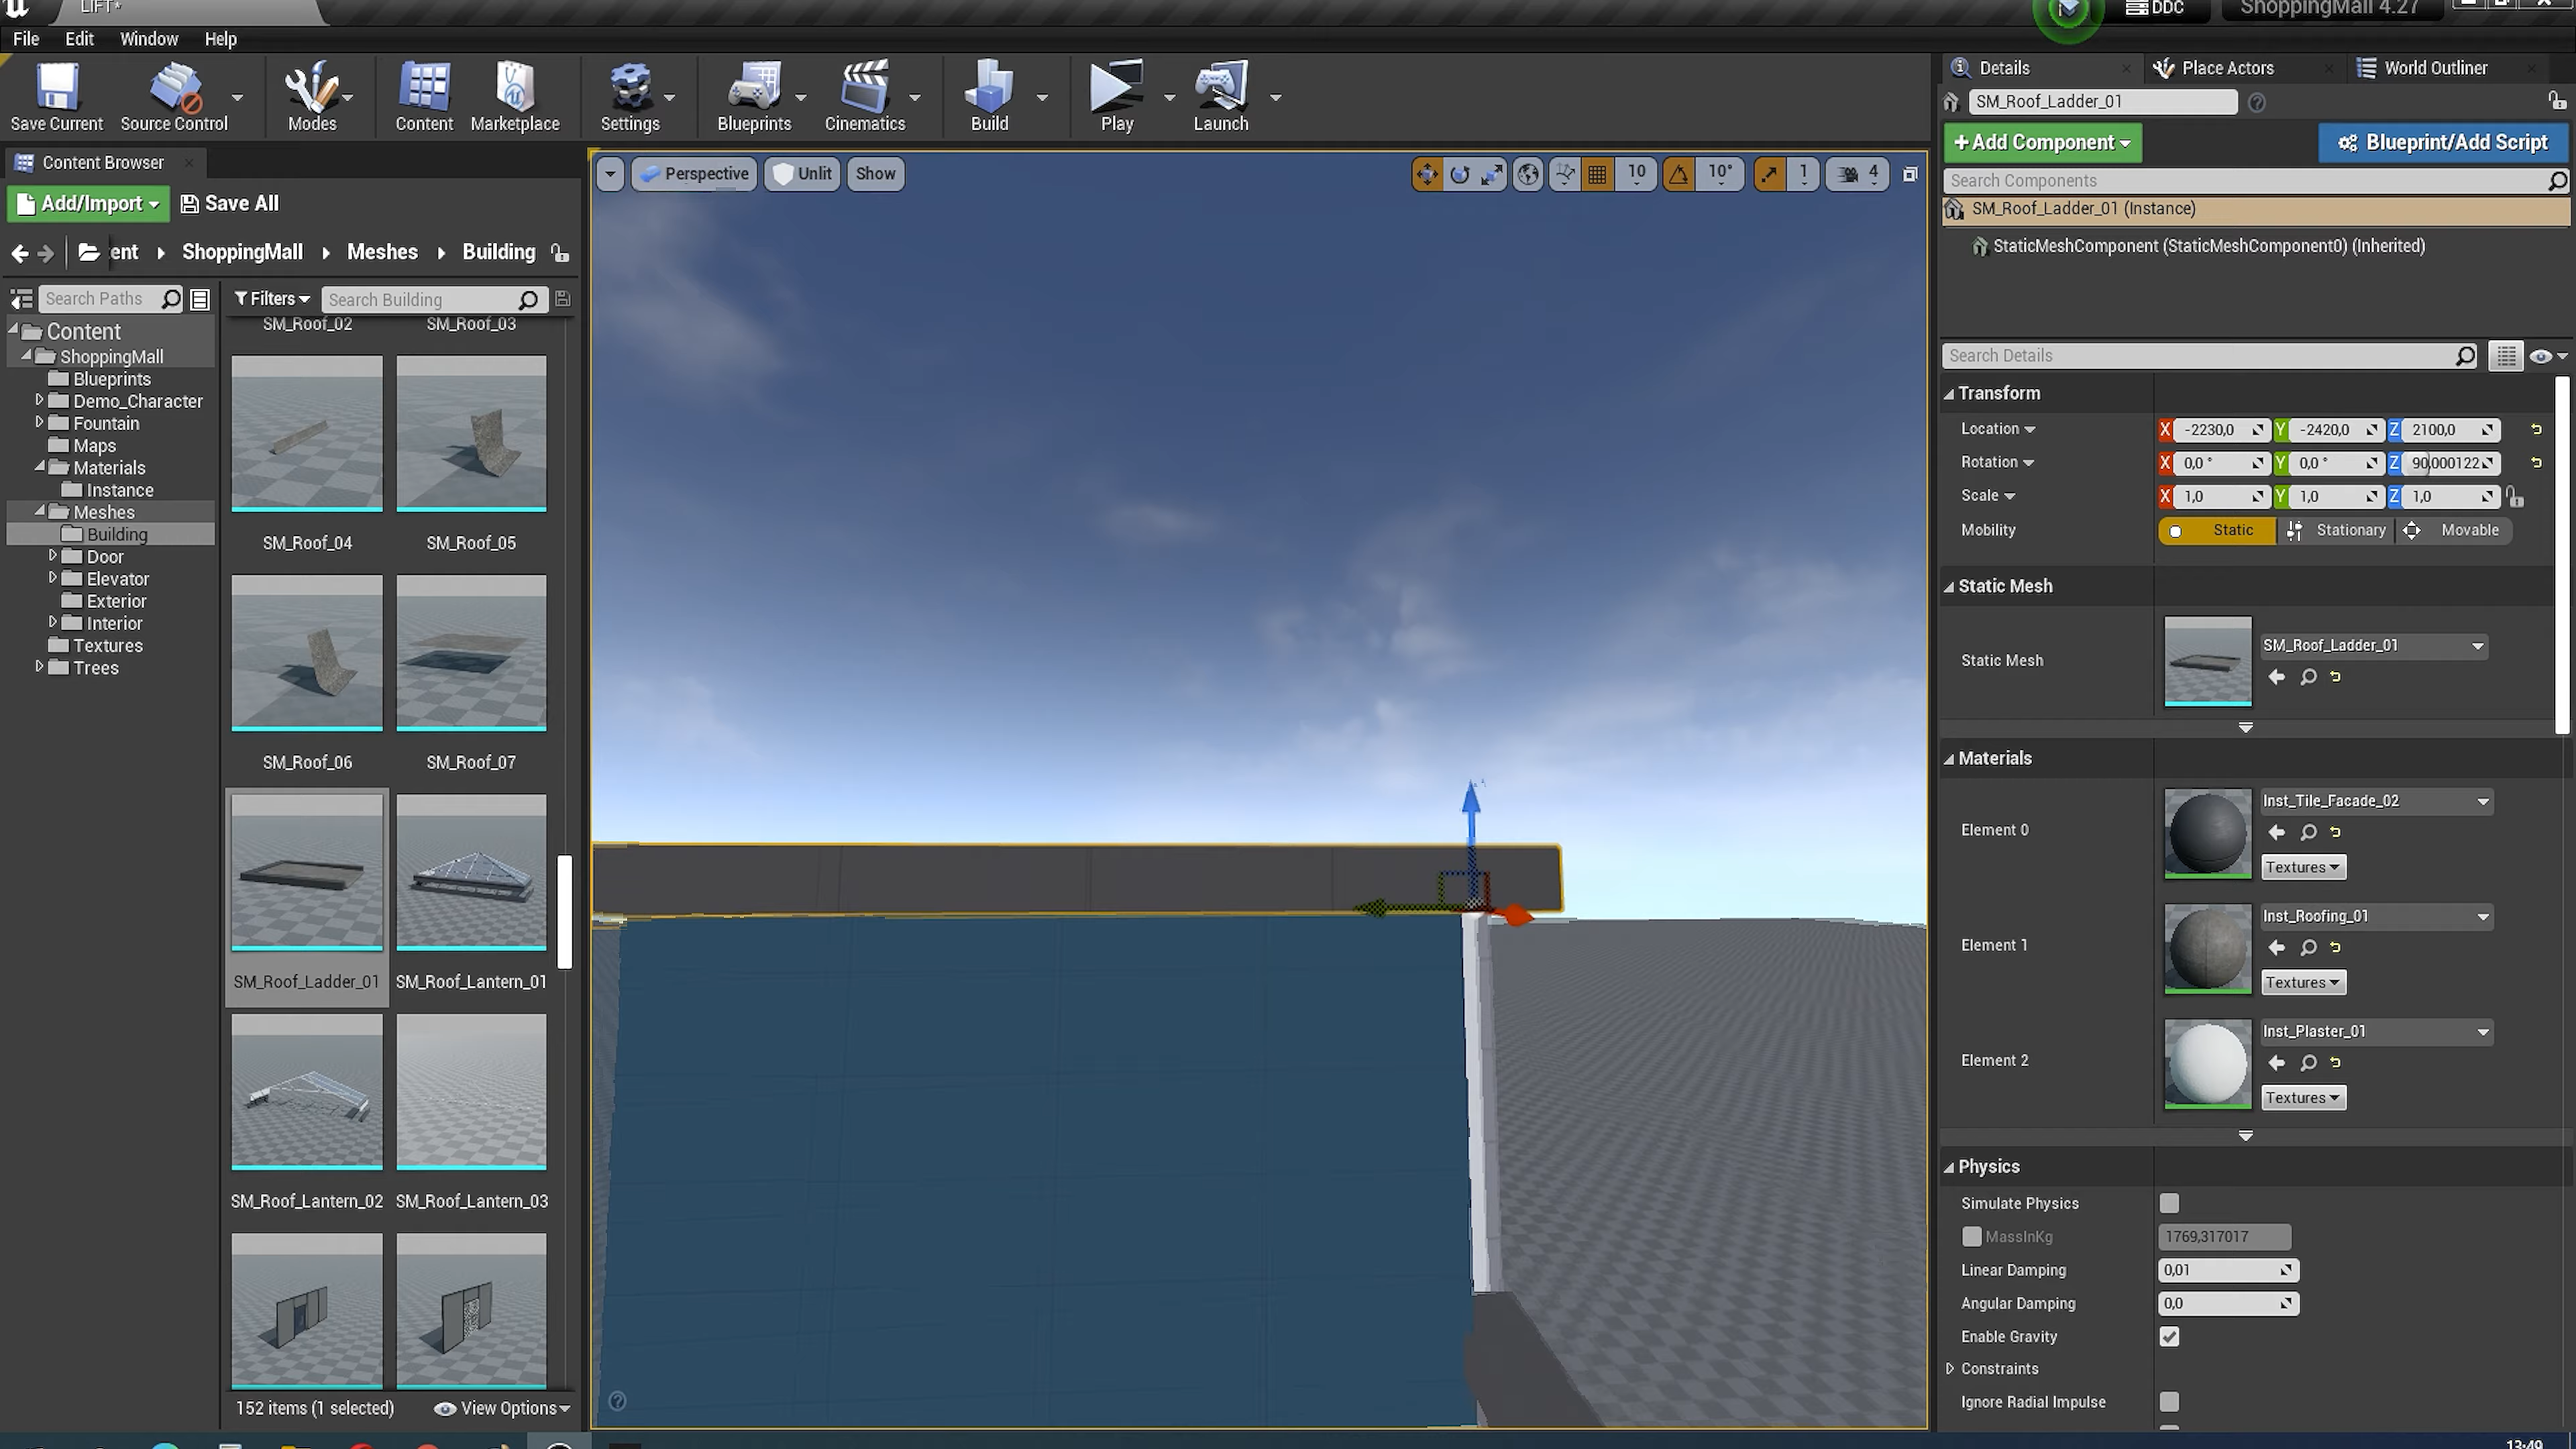 LIFT*
DDC
ShoppingMall 4.27
File
Edit
Window
Help
Save Current
Source Control
Modes
Content
Marketplace
Settings
Blueprints
Cinematics
Build
Play
Launch
Content Browser
Add/Import
Save All
ent
ShoppingMall
Meshes
Building
Search Paths
Filters
Search Building
Content
ShoppingMall
Blueprints
Demo_Character
Fountain
Maps
Materials
Instance
Meshes
Building
Door
Elevator
Exterior
Interior
Textures
Trees
SM_Roof_02
SM_Roof_03
SM_Roof_04
SM_Roof_05
SM_Roof_06
SM_Roof_07
SM_Roof_Ladder_01
SM_Roof_Lantern_01
SM_Roof_Lantern_02
SM_Roof_Lantern_03
152 items (1 selected)
View Options
Perspective
Unlit
Show
10
10°
1
4
Details
Place Actors
World Outliner
SM_Roof_Ladder_01
+Add Component
Blueprint/Add Script
Search Components
SM_Roof_Ladder_01 (Instance)
StaticMeshComponent (StaticMeshComponent0) (Inherited)
Search Details
Transform
Location X -2230,0 Y -2420,0 Z 2100,0
Rotation X 0,0 ° Y 0,0 ° Z 90,000122
Scale X 1,0 Y 1,0 Z 1,0
Mobility Static Stationary Movable
Static Mesh
Static Mesh
SM_Roof_Ladder_01
Materials
Element 0
Inst_Tile_Facade_02
Textures
Element 1
Inst_Roofing_01
Textures
Element 2
Inst_Plaster_01
Textures
Physics
Simulate Physics
MassInKg 1769,317017
Linear Damping 0,01
Angular Damping 0,0
Enable Gravity
Constraints
Ignore Radial Impulse
13:49